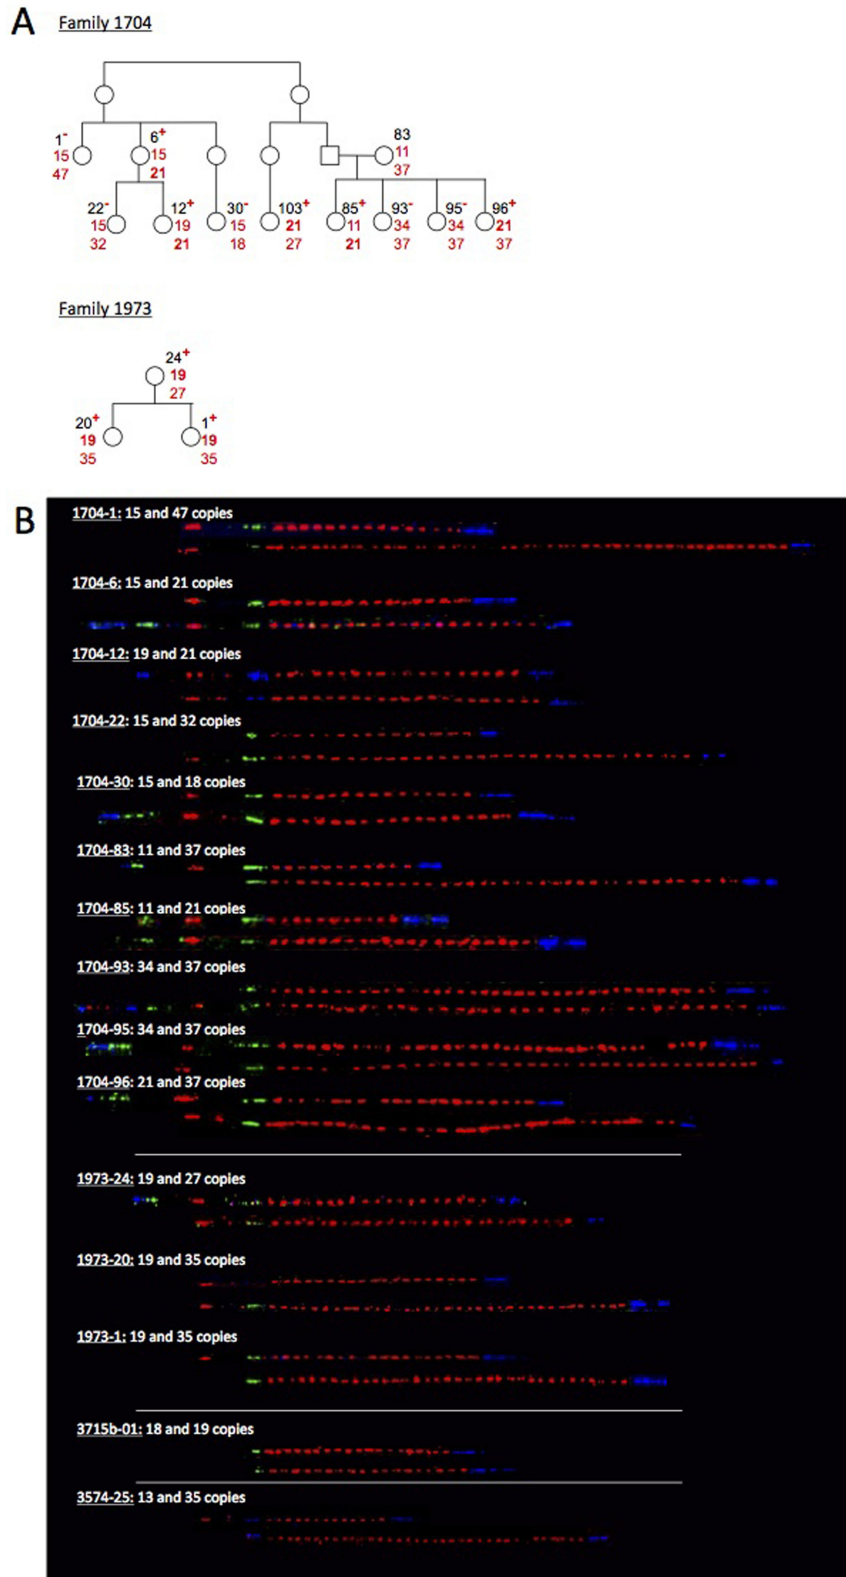 A Family 1704
83
1- 6+ 11
15 15 37
47 21
22- 12+ 30- 103+ 85+ 93- 95- 96+
15 19 15 21 11 34 34 21
32 21 18 27 21 37 37 37
Family 1973
24+
19
27
20+ 1+
19 19
35 35
B 1704-1: 15 and 47 copies
1704-6: 15 and 21 copies
1704-12: 19 and 21 copies
1704-22: 15 and 32 copies
1704-30: 15 and 18 copies
1704-83: 11 and 37 copies
1704-85: 11 and 21 copies
1704-93: 34 and 37 copies
1704-95: 34 and 37 copies
1704-96: 21 and 37 copies
1973-24: 19 and 27 copies
1973-20: 19 and 35 copies
1973-1: 19 and 35 copies
3715b-01: 18 and 19 copies
3574-25: 13 and 35 copies